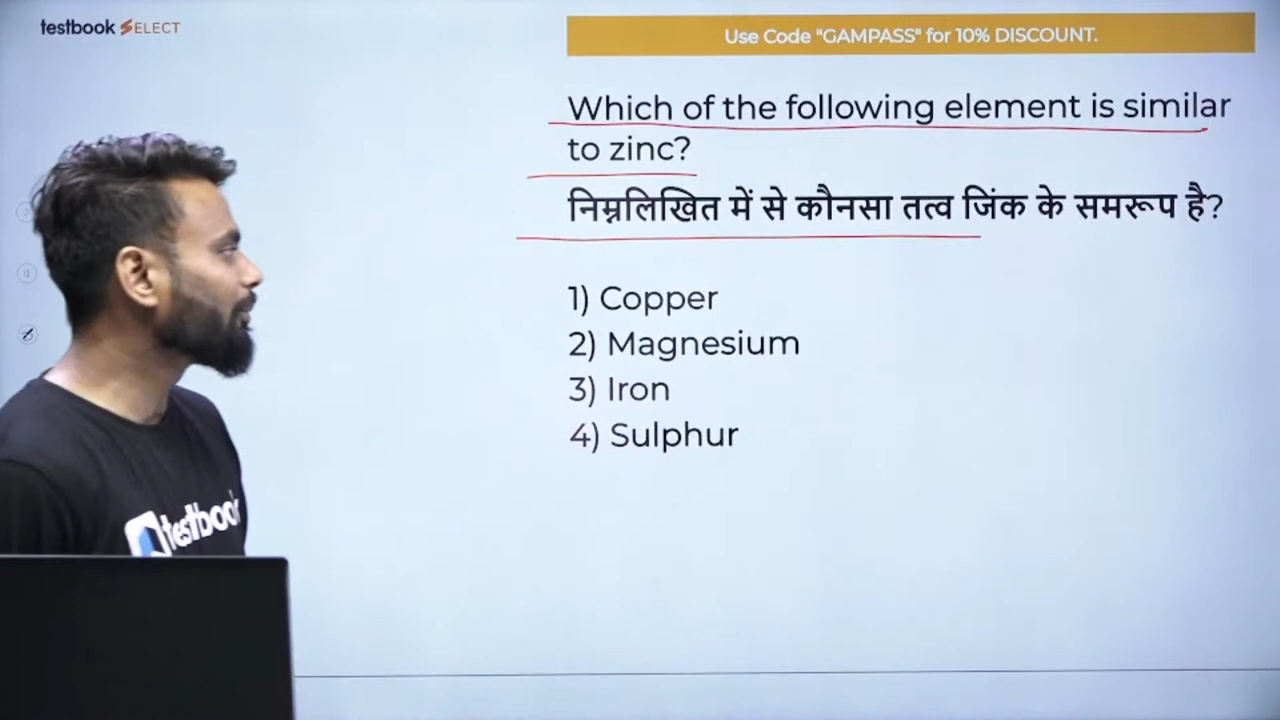 testbook SELECT
Use Code "GAMPASS" for 10% DISCOUNT.
Which of the following element is similar
to zinc?
निम्नलिखित में से कौनसा तत्व जिंक के समरूप है?
1) Copper
2) Magnesium
3) Iron
4) Sulphur
testbook